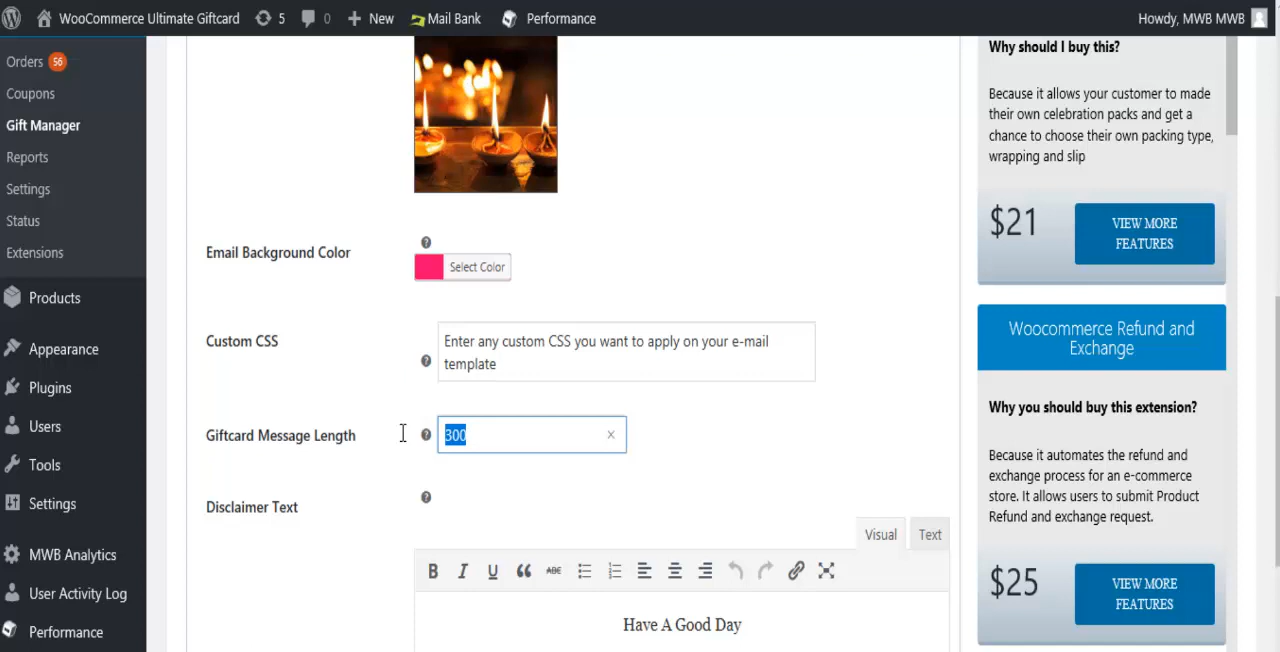 WooCommerce Ultimate Giftcard 5 0 New Mail Bank Performance Howdy, MWB MWB
Orders 56
Coupons
Gift Manager
Reports
Settings
Status
Extensions
Products
Appearance
Plugins
Users
Tools
Settings
MWB Analytics
User Activity Log
Performance
Email Background Color
Select Color
Custom CSS
Enter any custom CSS you want to apply on your e-mail
template
Giftcard Message Length
300
Disclaimer Text
Visual Text
B I U ABC
Have A Good Day
Why should I buy this?
Because it allows your customer to made
their own celebration packs and get a
chance to choose their own packing type,
wrapping and slip
$21
VIEW MORE
FEATURES
Woocommerce Refund and
Exchange
Why you should buy this extension?
Because it automates the refund and
exchange process for an e-commerce
store. It allows users to submit Product
Refund and exchange request.
$25
VIEW MORE
FEATURES